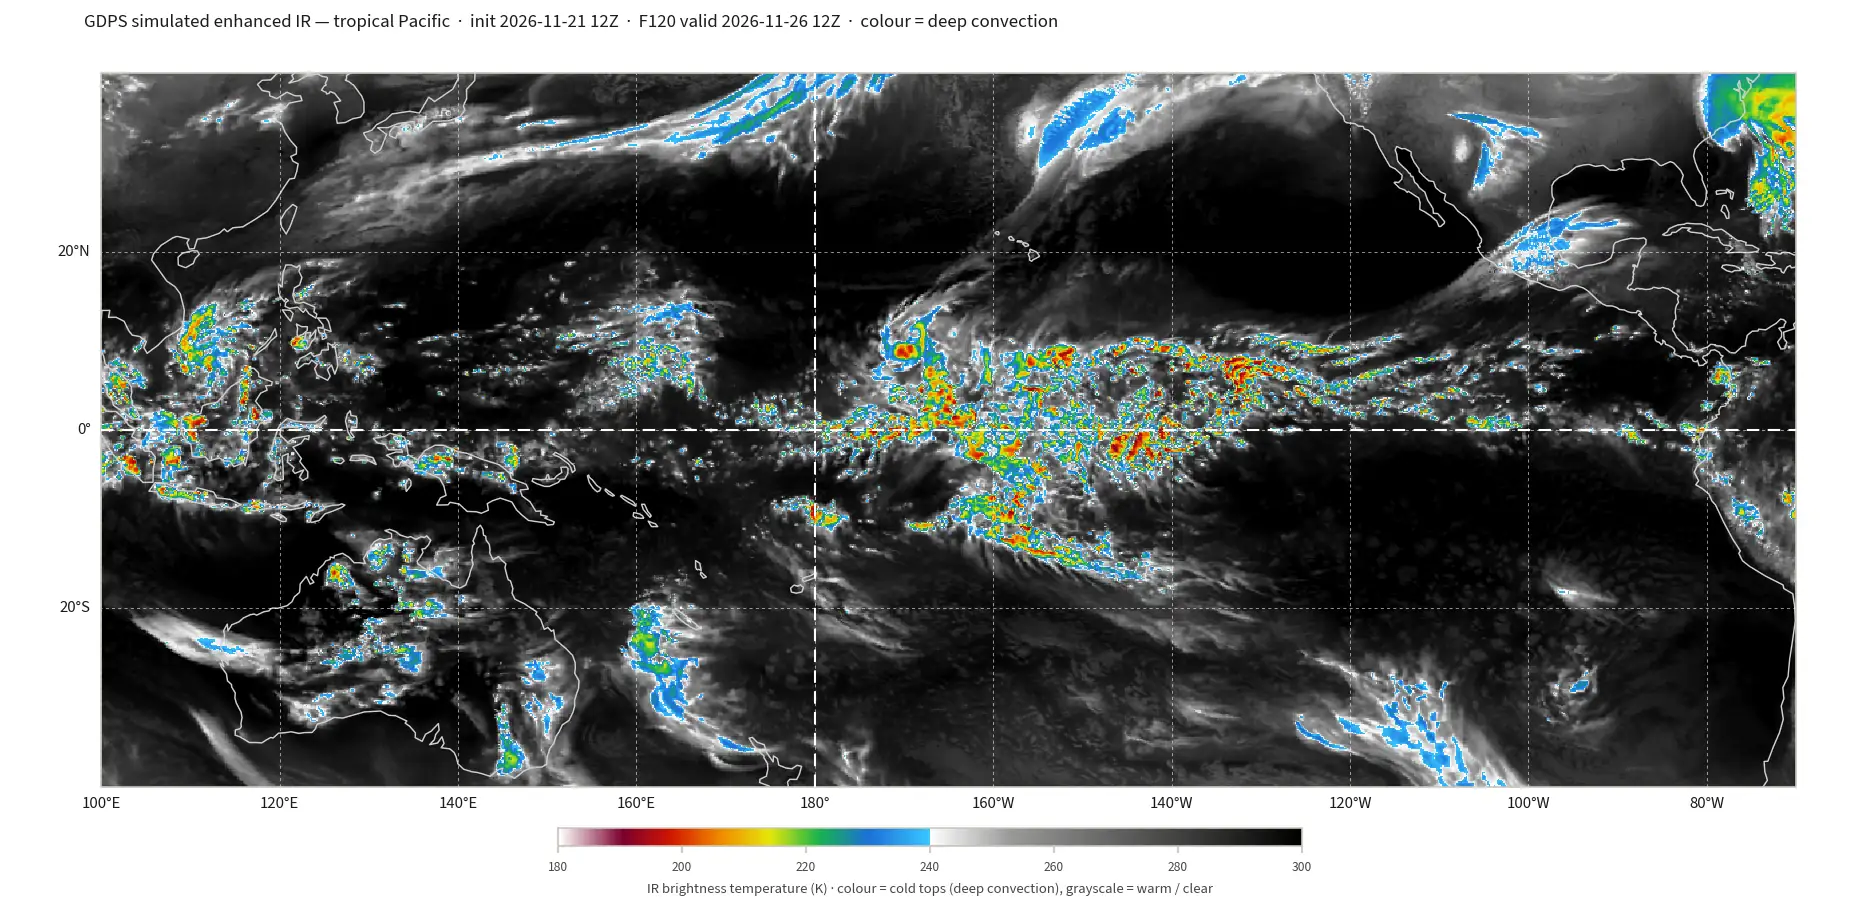 GDPS simulated enhanced IR — tropical Pacific · init 2026-11-21 12Z · F120 valid 2026-11-26 12Z · colour = deep convection
20°N
0°
20°S
100°E 120°E 140°E 160°E 180° 160°W 140°W 120°W 100°W 80°W
180 200 220 240 260 280 300
IR brightness temperature (K) · colour = cold tops (deep convection), grayscale = warm / clear